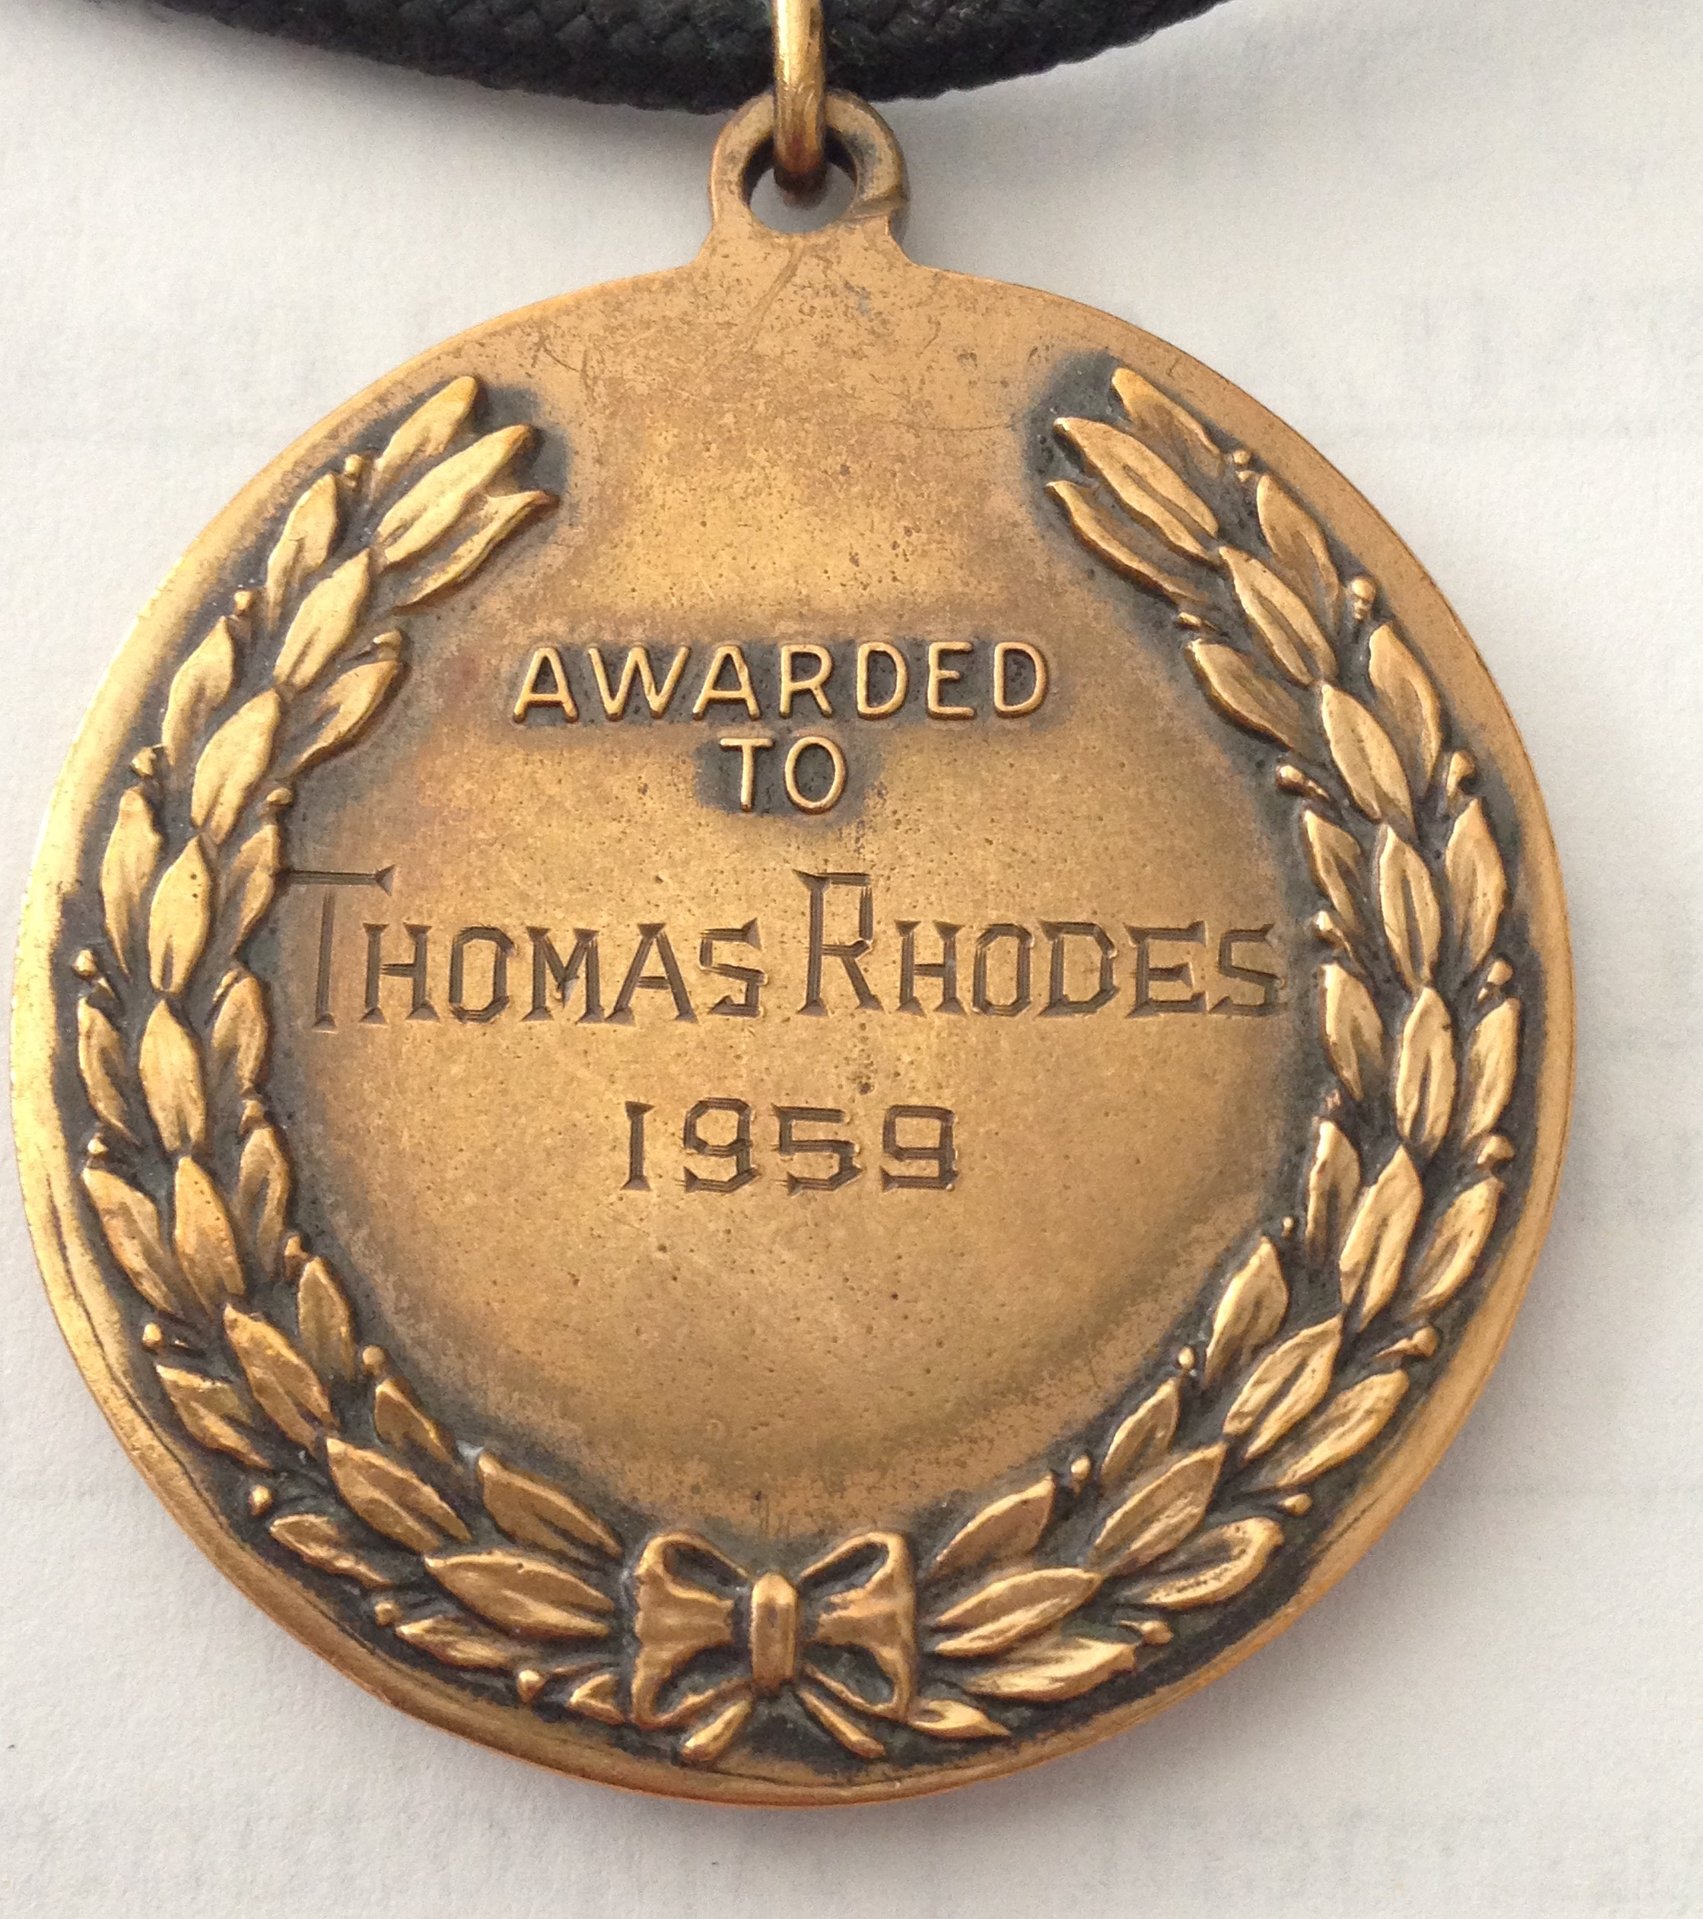 AWARDED
TO
THOMAS RHODES
1959